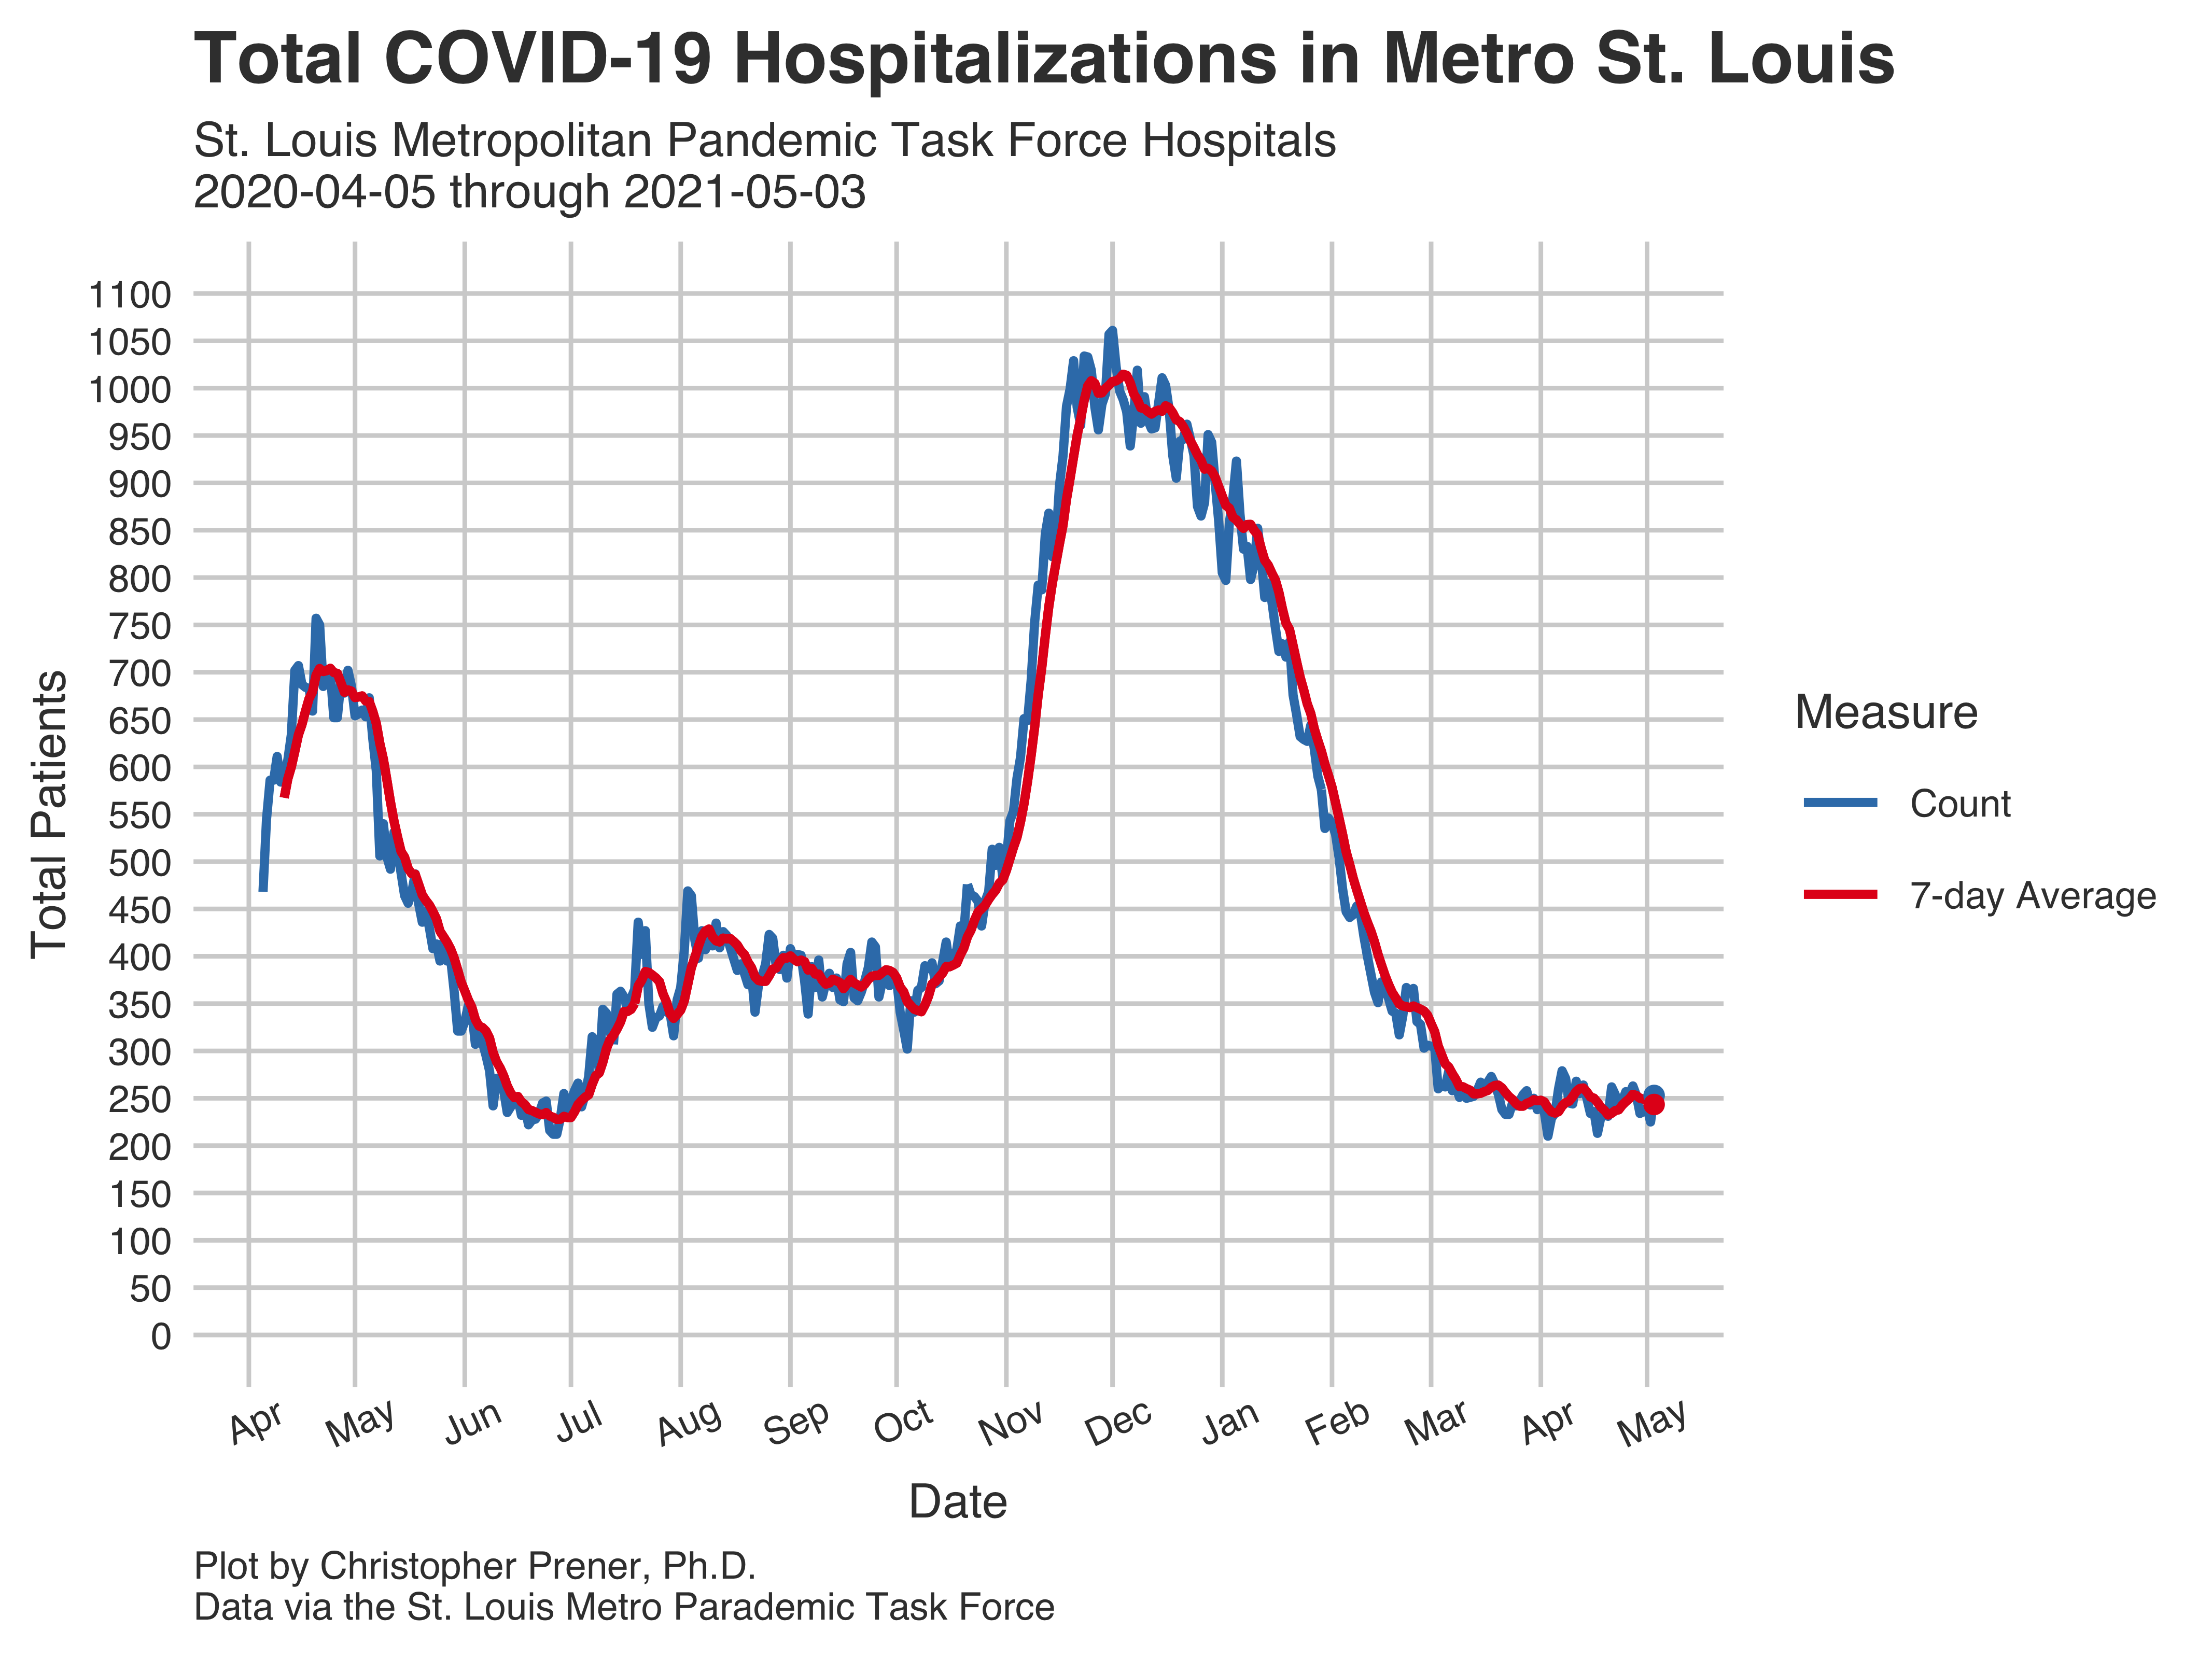 Total COVID-19 Hospitalizations in Metro St. Louis
St. Louis Metropolitan Pandemic Task Force Hospitals
2020-04-05 through 2021-05-03
1100
1050
1000
950
900
850
800
750
700
650
600
550
500
450
400
350
300
250
200
150
100
50
0
Total Patients
Apr May Jun Jul Aug Sep Oct Nov Dec Jan Feb Mar Apr May
Date
Measure
Count
7-day Average
Plot by Christopher Prener, Ph.D.
Data via the St. Louis Metro Parademic Task Force